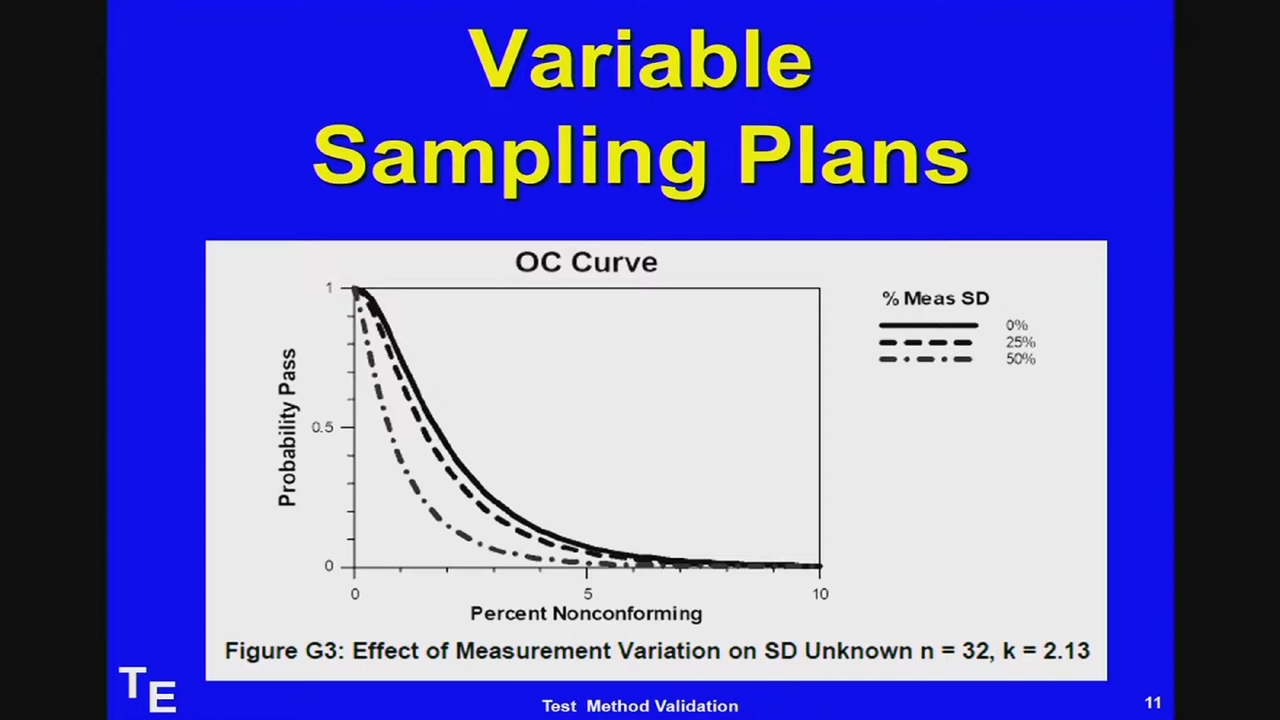 Variable
Sampling Plans
OC Curve
% Meas SD
0%
25%
50%
1
0.5
0
Probability Pass
0 5 10
Percent Nonconforming
Figure G3: Effect of Measurement Variation on SD Unknown n = 32, k = 2.13
TE
Test Method Validation
11